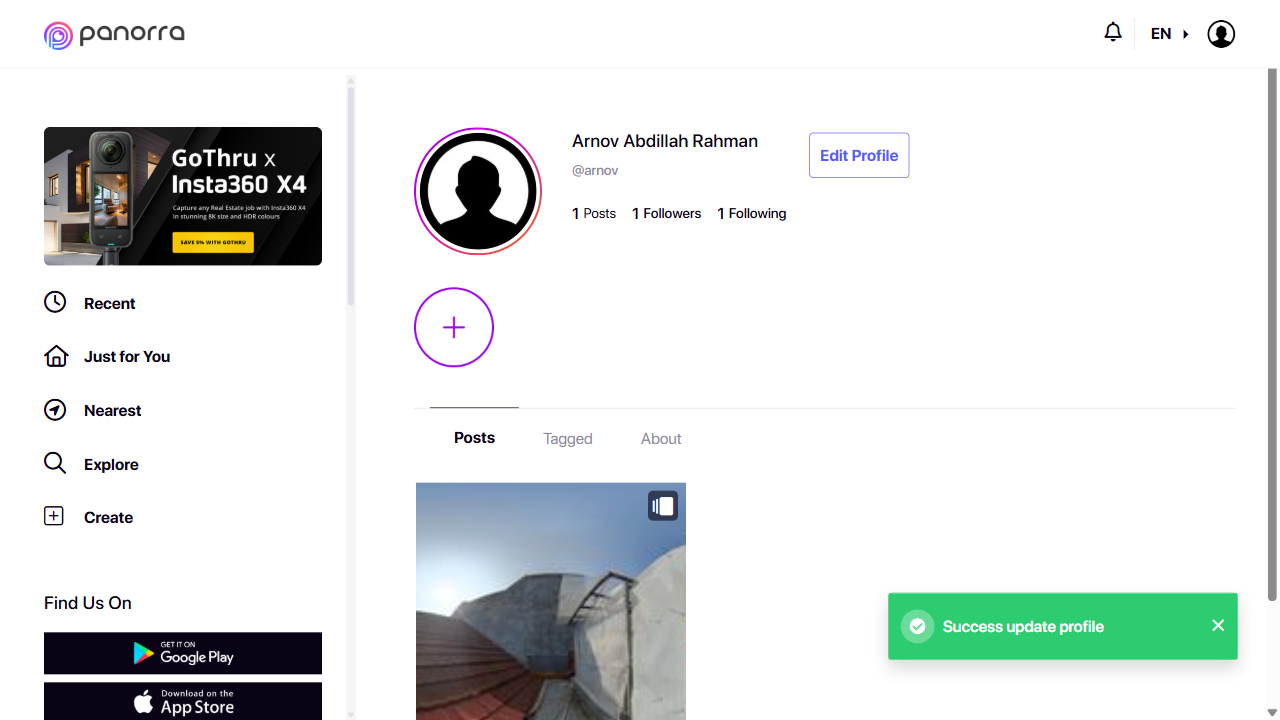 panorra
EN
GoThru x
Insta360 X4
Capture any Real Estate job with Insta360 X4
in stunning 8K size and HDR colours
SAVE 5% WITH GOTHRU
Recent
Just for You
Nearest
Explore
Create
Find Us On
GET IT ON
Google Play
Download on the
App Store
Arnov Abdillah Rahman
@arnov
Edit Profile
1 Posts 1 Followers 1 Following
Posts Tagged About
Success update profile